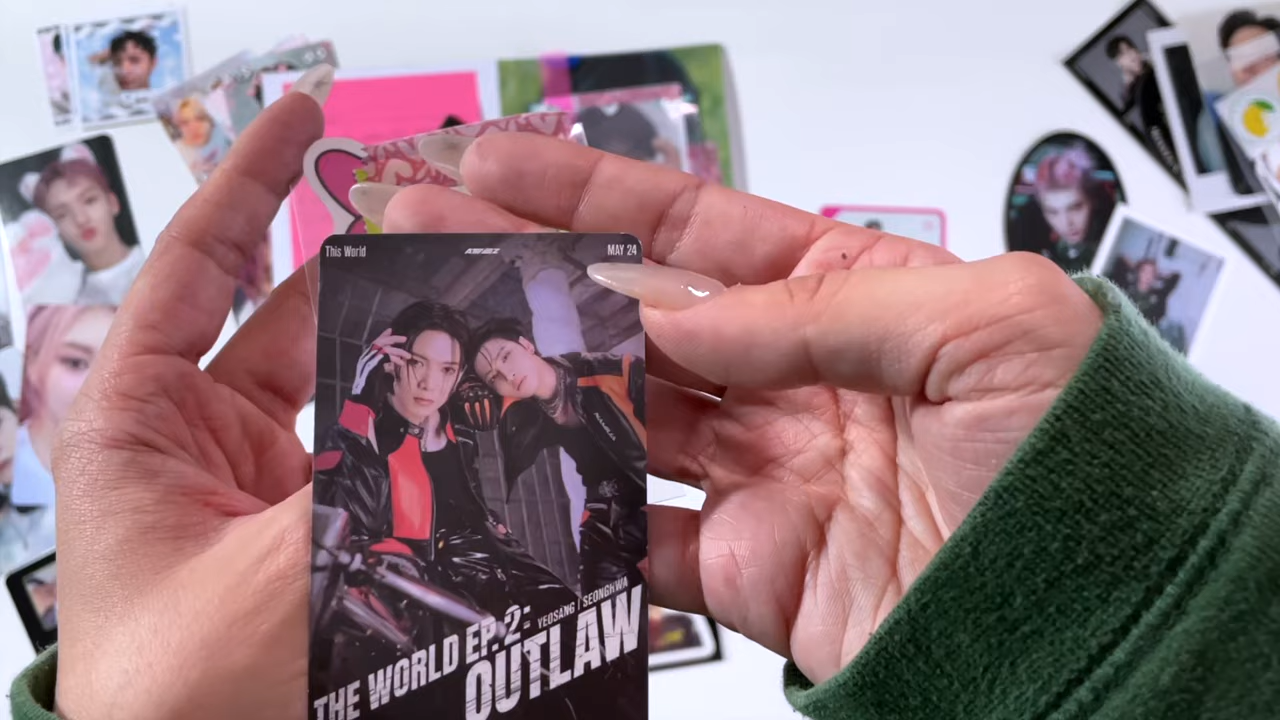 This World
ATEEZ
MAY 24
THE WORLD EP.2:
YEOSANG | SEONGHWA
OUTLAW